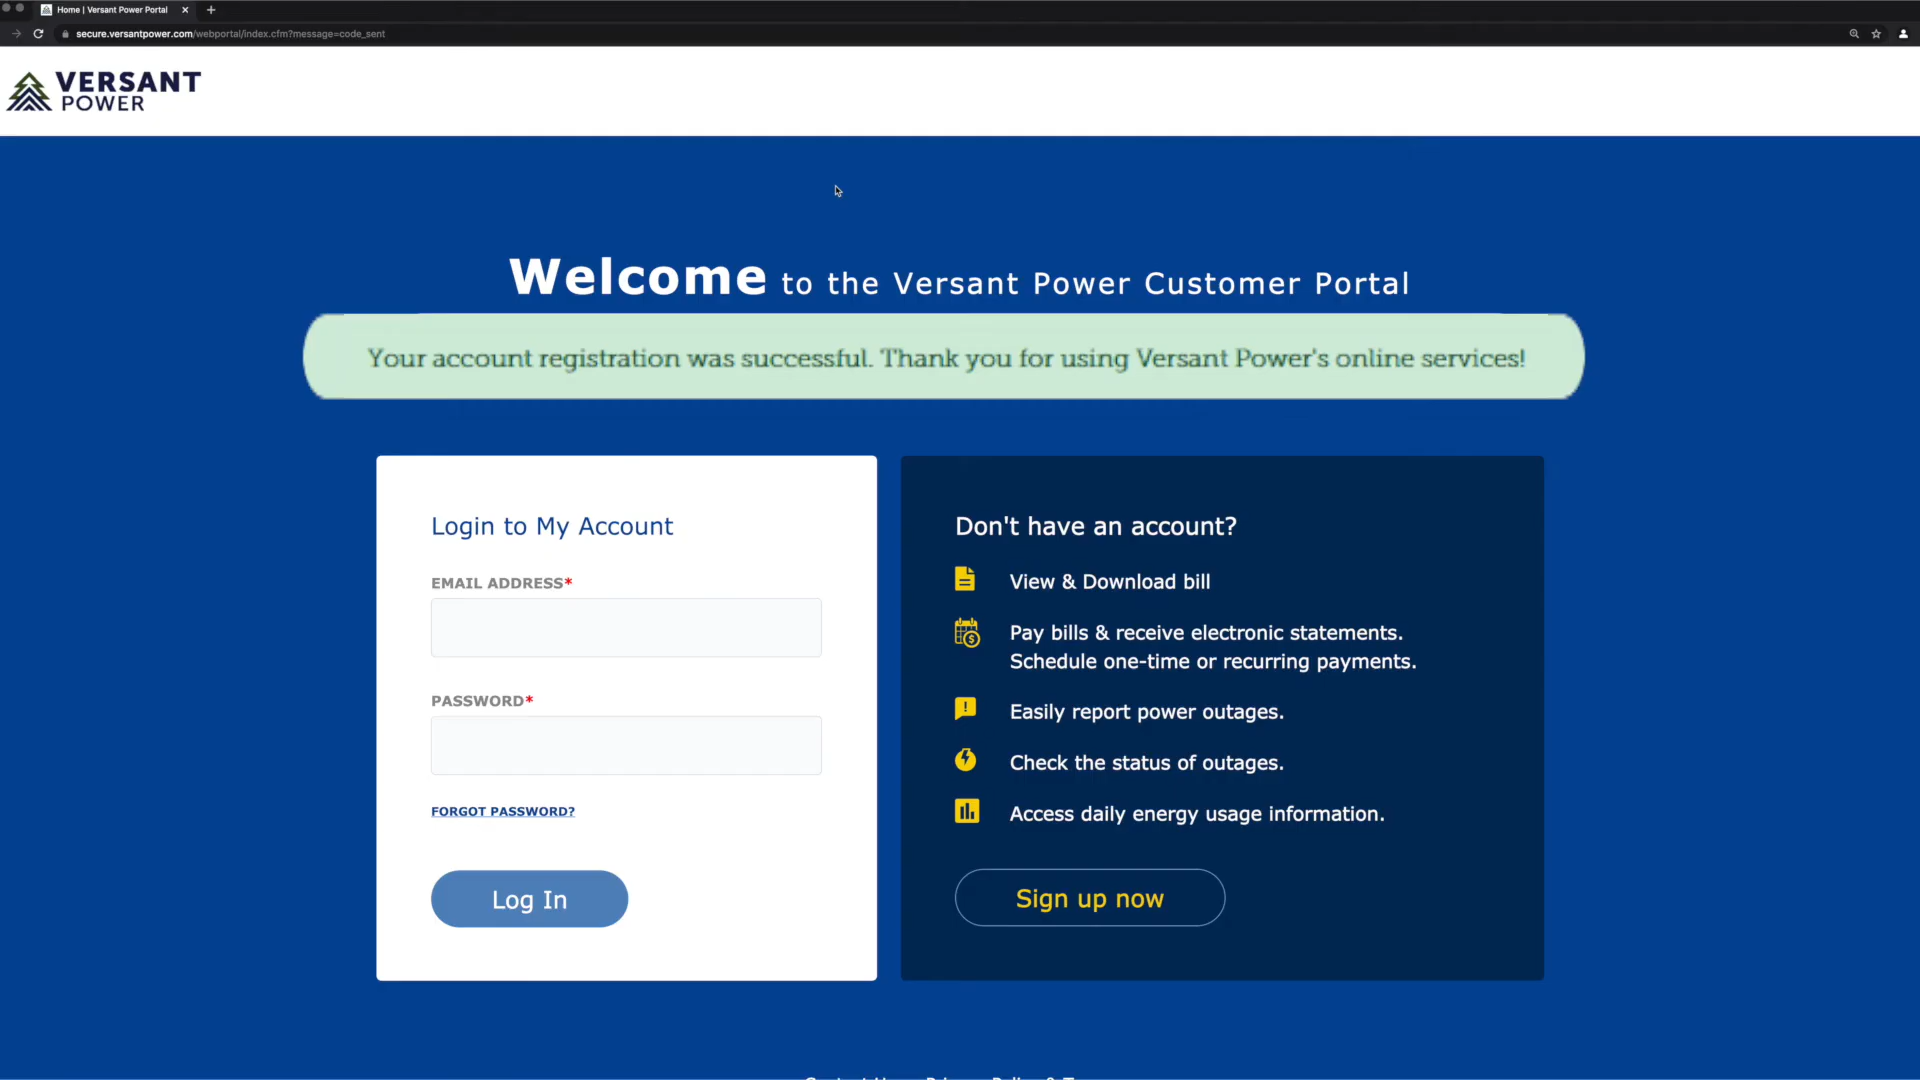 Home | Versant Power Portal
secure.versantpower.com/webportal/index.cfm?message=code_sent
VERSANT
POWER
Welcome to the Versant Power Customer Portal
Your account registration was successful. Thank you for using Versant Power's online services!
Login to My Account
EMAIL ADDRESS*
PASSWORD*
FORGOT PASSWORD?
Log In
Don't have an account?
View & Download bill
Pay bills & receive electronic statements.
Schedule one-time or recurring payments.
Easily report power outages.
Check the status of outages.
Access daily energy usage information.
Sign up now